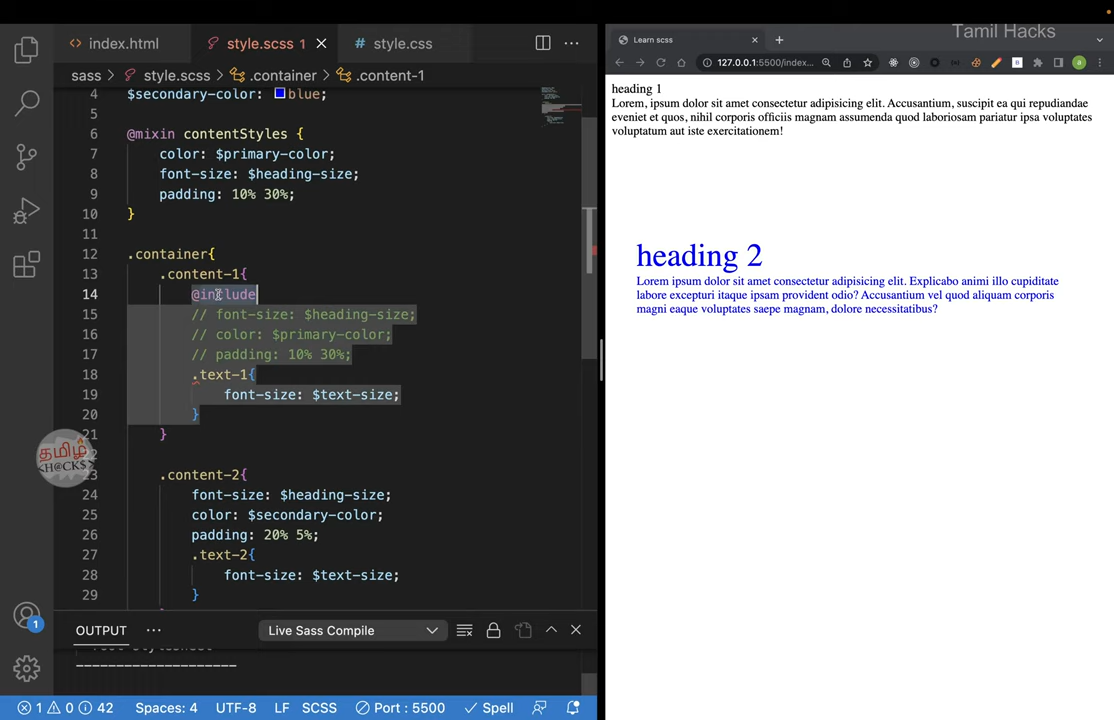 Tamil Hacks
index.html
style.scss 1
style.css
Learn scss
sass > style.scss > .container > .content-1
127.0.0.1:5500/index...
4 $secondary-color: blue;
5
6 @mixin contentStyles {
7 color: $primary-color;
8 font-size: $heading-size;
9 padding: 10% 30%;
10 }
11
12 .container{
13 .content-1{
14 @include
15 // font-size: $heading-size;
16 // color: $primary-color;
17 // padding: 10% 30%;
18 .text-1{
19 font-size: $text-size;
20 }
21 }
23 .content-2{
24 font-size: $heading-size;
25 color: $secondary-color;
26 padding: 20% 5%;
27 .text-2{
28 font-size: $text-size;
29 }
தமிழ்
H@CK$
heading 1
Lorem, ipsum dolor sit amet consectetur adipisicing elit. Accusantium, suscipit ea qui repudiandae
eveniet et quos, nihil corporis officiis magnam assumenda quod laboriosam pariatur ipsa voluptates
voluptatum aut iste exercitationem!
heading 2
Lorem ipsum dolor sit amet consectetur adipisicing elit. Explicabo animi illo cupiditate
labore excepturi itaque ipsam provident odio? Accusantium vel quod aliquam corporis
magni eaque voluptates saepe magnam, dolore necessitatibus?
1
OUTPUT
Live Sass Compile
--------------------
1 0 42
Spaces: 4
UTF-8
LF
SCSS
Port : 5500
Spell